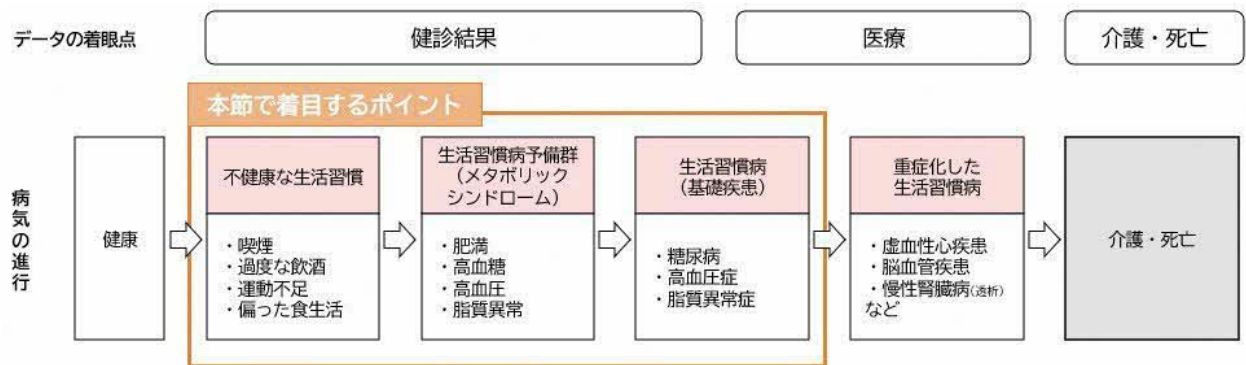 データの着眼点
健診結果
医療
介護・死亡
本節で着目するポイント
病気の進行
健康
不健康な生活習慣
・喫煙
・過度な飲酒
・運動不足
・偏った食生活
生活習慣病予備群
(メタボリック
シンドローム)
・肥満
・高血糖
・高血圧
・脂質異常
生活習慣病
(基礎疾患)
・糖尿病
・高血圧症
・脂質異常症
重症化した
生活習慣病
・虚血性心疾患
・脳血管疾患
・慢性腎臓病(透析)
など
介護・死亡